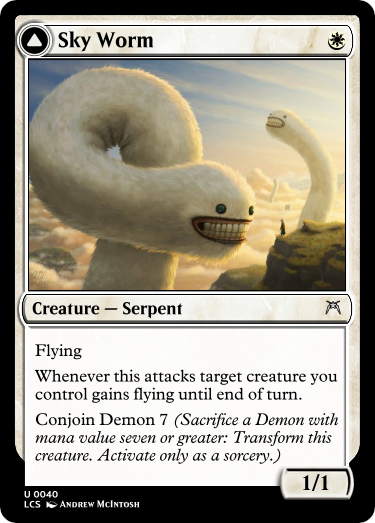 Sky Worm
Creature — Serpent
Flying
Whenever this attacks target creature you
control gains flying until end of turn.
Conjoin Demon 7 (Sacrifice a Demon with
mana value seven or greater: Transform this
creature. Activate only as a sorcery.)
1/1
U 0040
LCS Andrew McIntosh